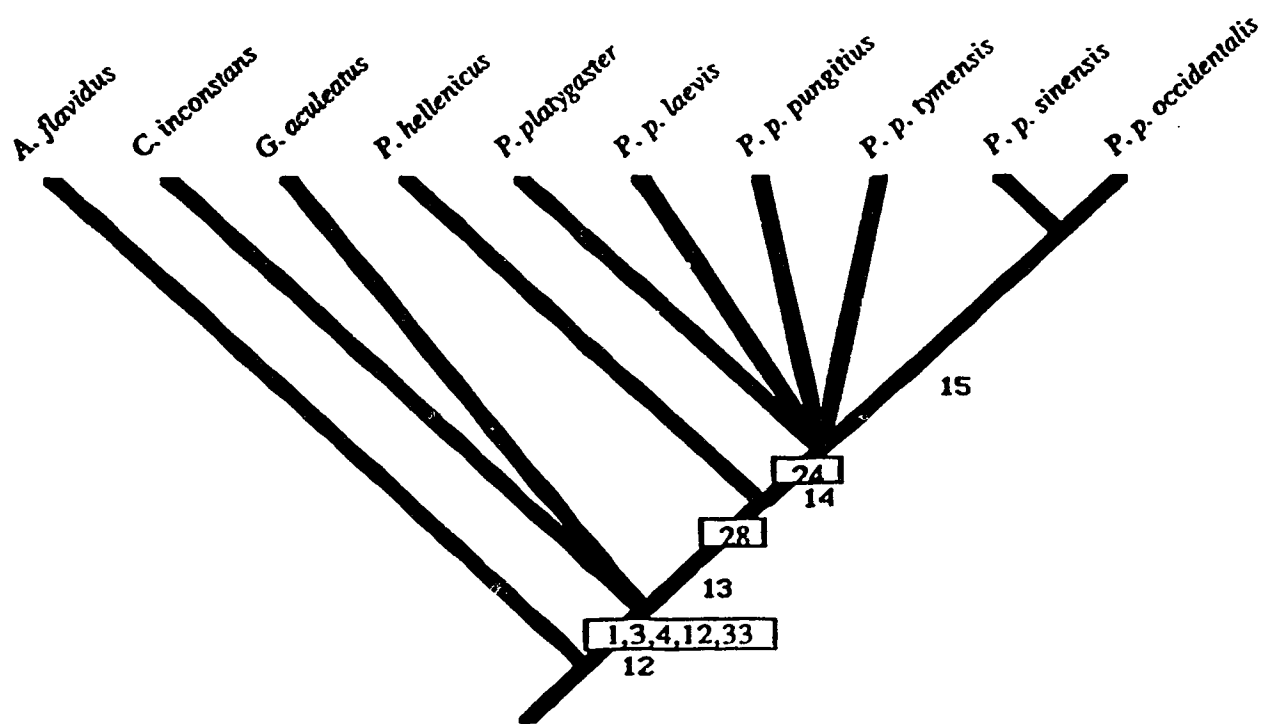 A. flavidus
C. inconstans
G. aculeatus
P. hellenicus
P. platygaster
P. p. laevis
P. p. pungitius
P. p. tymensis
P. p. sinensis
P. p. occidentalis
15
24
14
28
13
1,3,4,12,33
12